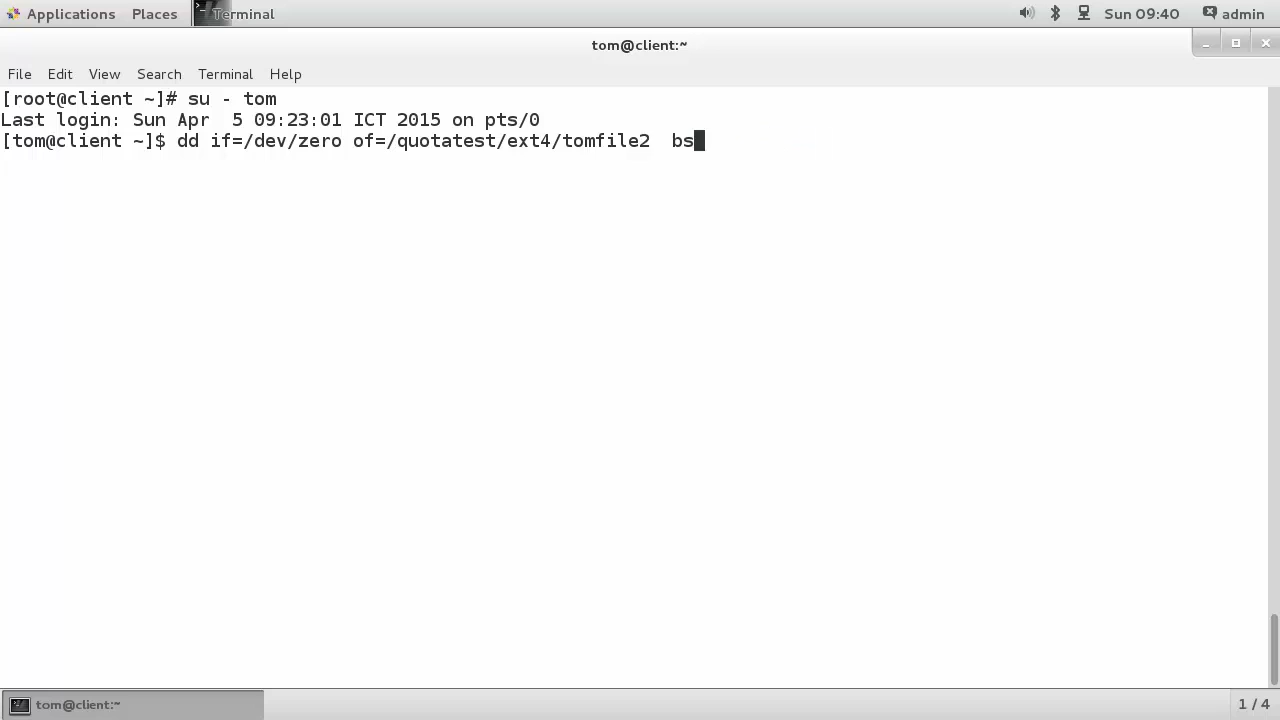 Applications Places Terminal Sun 09:40 admin
tom@client:~
File Edit View Search Terminal Help
[root@client ~]# su - tom
Last login: Sun Apr  5 09:23:01 ICT 2015 on pts/0
[tom@client ~]$ dd if=/dev/zero of=/quotatest/ext4/tomfile2  bs
tom@client:~ 1 / 4